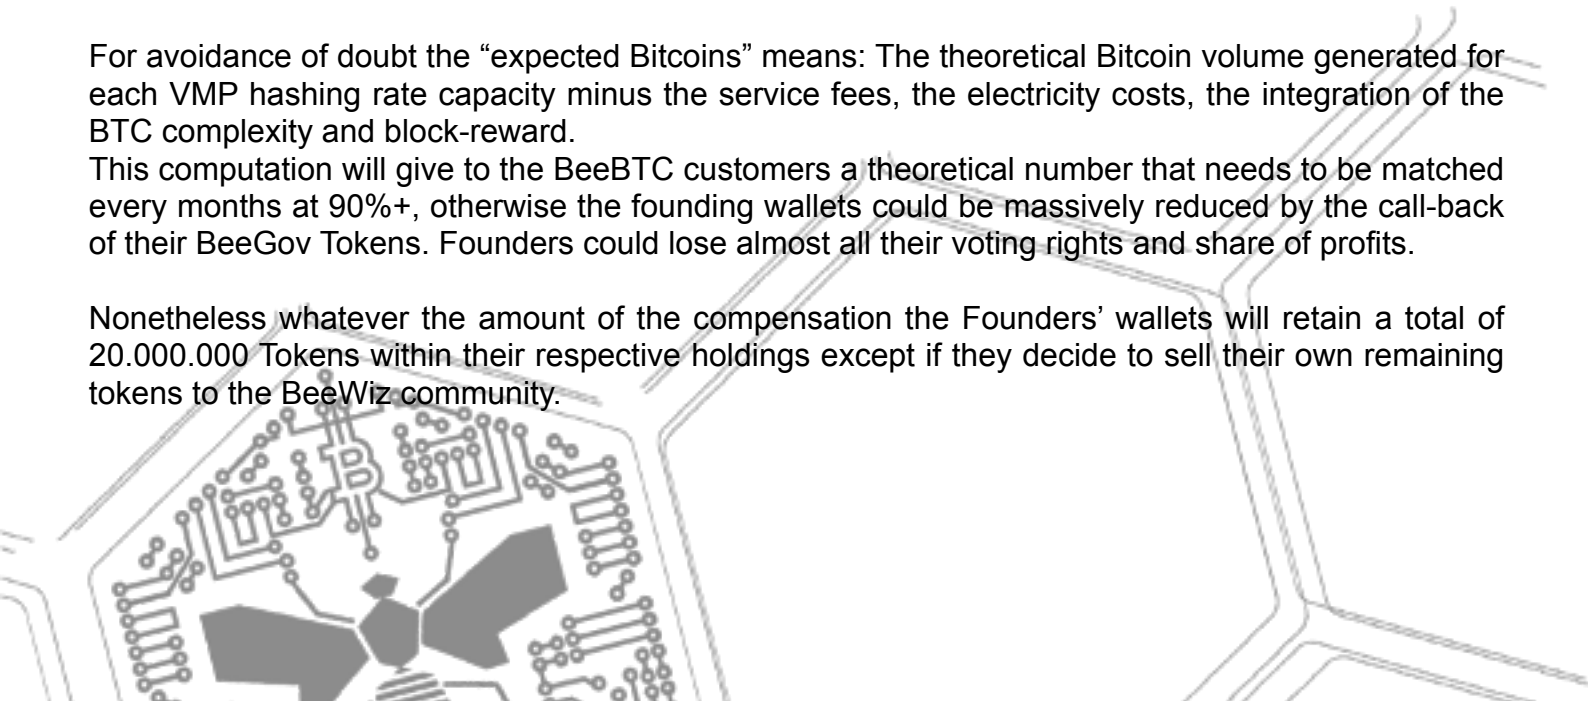 For avoidance of doubt the “expected Bitcoins” means: The theoretical Bitcoin volume generated for
each VMP hashing rate capacity minus the service fees, the electricity costs, the integration of the
BTC complexity and block-reward.
This computation will give to the BeeBTC customers a theoretical number that needs to be matched
every months at 90%+, otherwise the founding wallets could be massively reduced by the call-back
of their BeeGov Tokens. Founders could lose almost all their voting rights and share of profits.
Nonetheless whatever the amount of the compensation the Founders’ wallets will retain a total of
20.000.000 Tokens within their respective holdings except if they decide to sell their own remaining
tokens to the BeeWiz community.